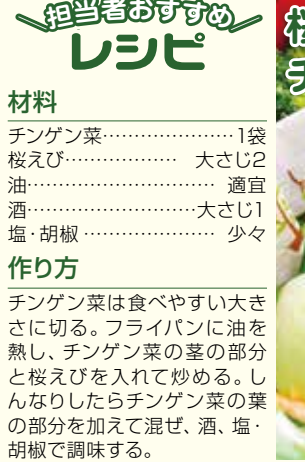 担当者おすすめ
レシピ
材料
チンゲン菜…………………1袋
桜えび……………… 大さじ2
油………………………… 適宜
酒………………………大さじ1
塩・胡椒………………… 少々
作り方
チンゲン菜は食べやすい大き
さに切る。フライパンに油を
熱し、チンゲン菜の茎の部分
と桜えびを入れて炒める。し
んなりしたらチンゲン菜の葉
の部分を加えて混ぜ、酒、塩・
胡椒で調味する。
桜
チ